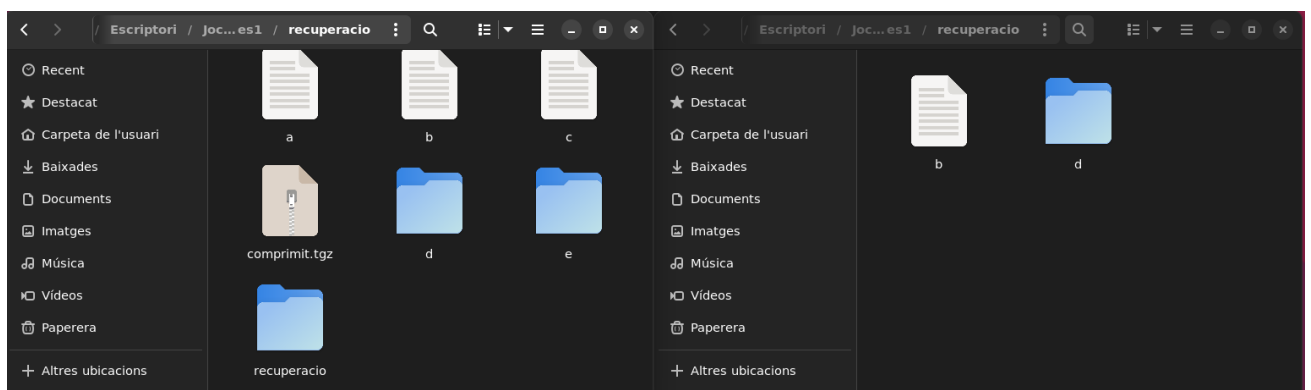 / Escriptori / Joc…es1 / recuperacio
Recent
Destacat
Carpeta de l'usuari
Baixades
Documents
Imatges
Música
Vídeos
Paperera
+ Altres ubicacions
a b c
comprimit.tgz d e
recuperacio
/ Escriptori / Joc…es1 / recuperacio
Recent
Destacat
Carpeta de l'usuari
Baixades
Documents
Imatges
Música
Vídeos
Paperera
+ Altres ubicacions
b d